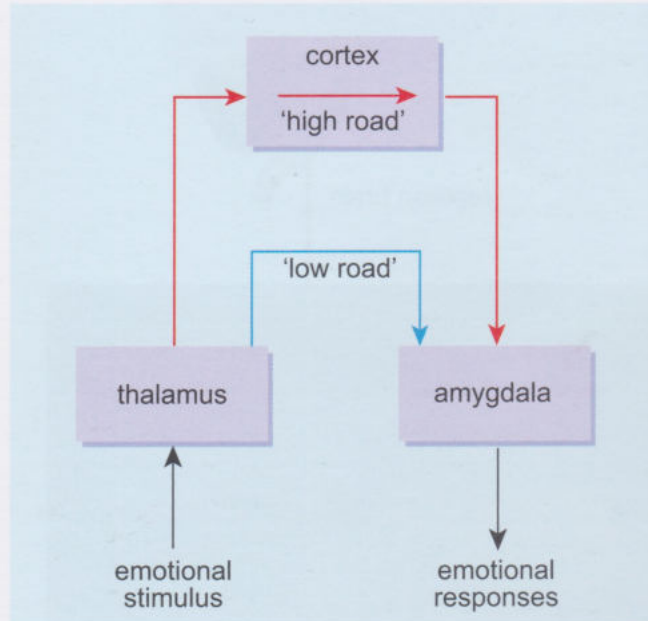 cortex
‘high road’
‘low road’
thalamus
amygdala
emotional
stimulus
emotional
responses